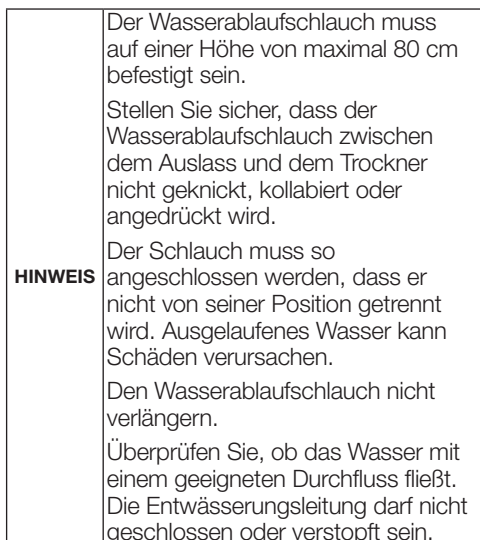 Der Wasserablaufschlauch muss
auf einer Höhe von maximal 80 cm
befestigt sein.
Stellen Sie sicher, dass der
Wasserablaufschlauch zwischen
dem Auslass und dem Trockner
nicht geknickt, kollabiert oder
angedrückt wird.
Der Schlauch muss so
HINWEIS angeschlossen werden, dass er
nicht von seiner Position getrennt
wird. Ausgelaufenes Wasser kann
Schäden verursachen.
Den Wasserablaufschlauch nicht
verlängern.
Überprüfen Sie, ob das Wasser mit
einem geeigneten Durchfluss fließt.
Die Entwässerungsleitung darf nicht
geschlossen oder verstopft sein.